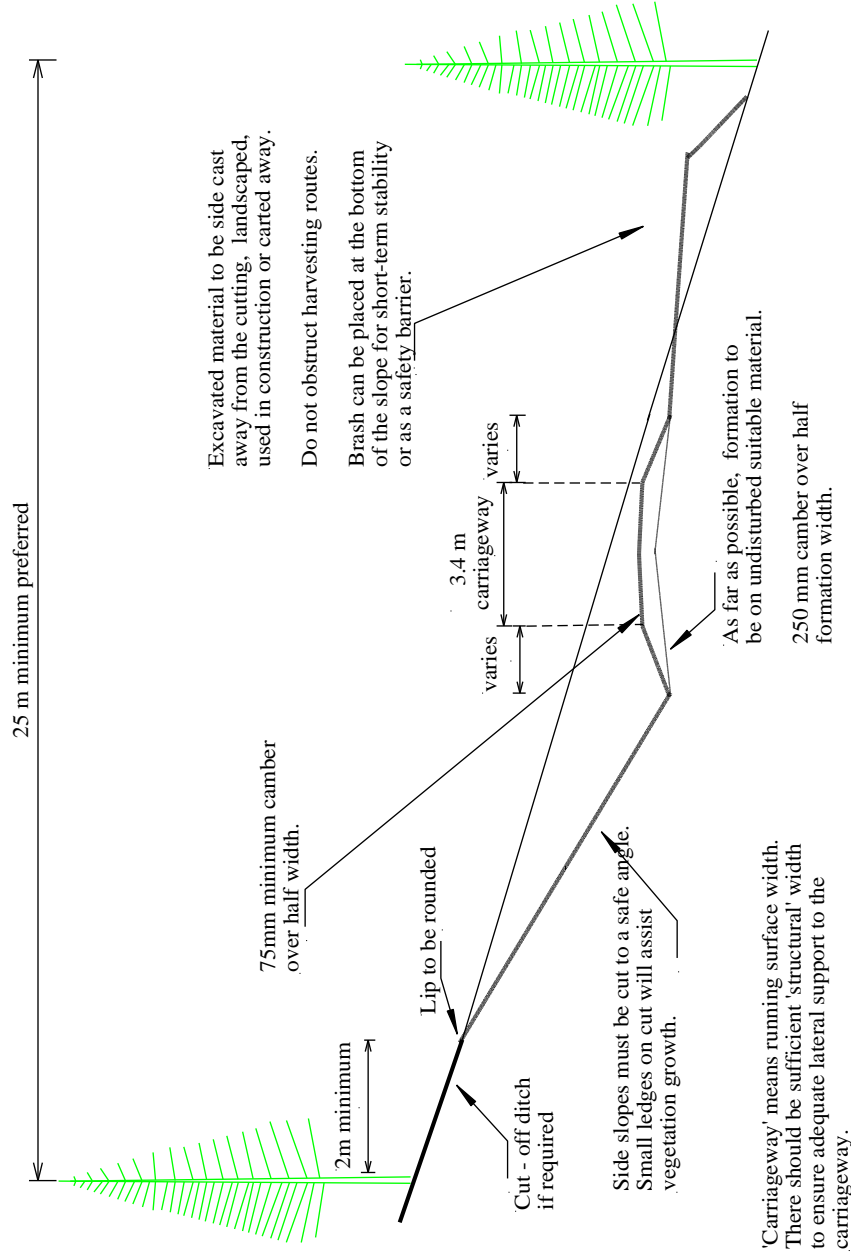 25 m minimum preferred
Excavated material to be side cast
away from the cutting, landscaped,
used in construction or carted away.
Do not obstruct harvesting routes.
Brash can be placed at the bottom
of the slope for short-term stability
or as a safety barrier.
75mm minimum camber
over half width.
2m minimum
Lip to be rounded
varies
3.4 m
carriageway
varies
Cut - off ditch
if required
Side slopes must be cut to a safe angle.
Small ledges on cut will assist
vegetation growth.
As far as possible, formation to
be on undisturbed suitable material.
250 mm camber over half
formation width.
'Carriageway' means running surface width.
There should be sufficient 'structural' width
to ensure adequate lateral support to the
carriageway.